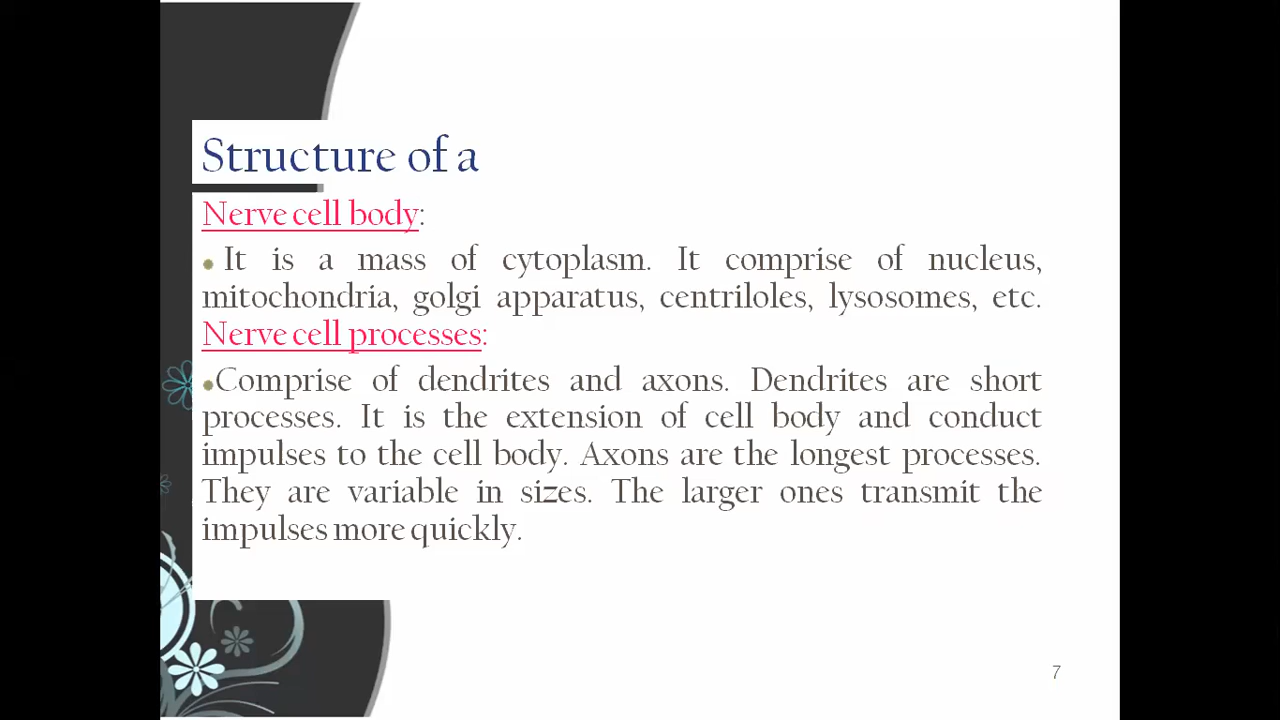 Structure of a
Nerve cell body:
It is a mass of cytoplasm. It comprise of nucleus,
mitochondria, golgi apparatus, centriloles, lysosomes, etc.
Nerve cell processes:
Comprise of dendrites and axons. Dendrites are short
processes. It is the extension of cell body and conduct
impulses to the cell body. Axons are the longest processes.
They are variable in sizes. The larger ones transmit the
impulses more quickly.
7